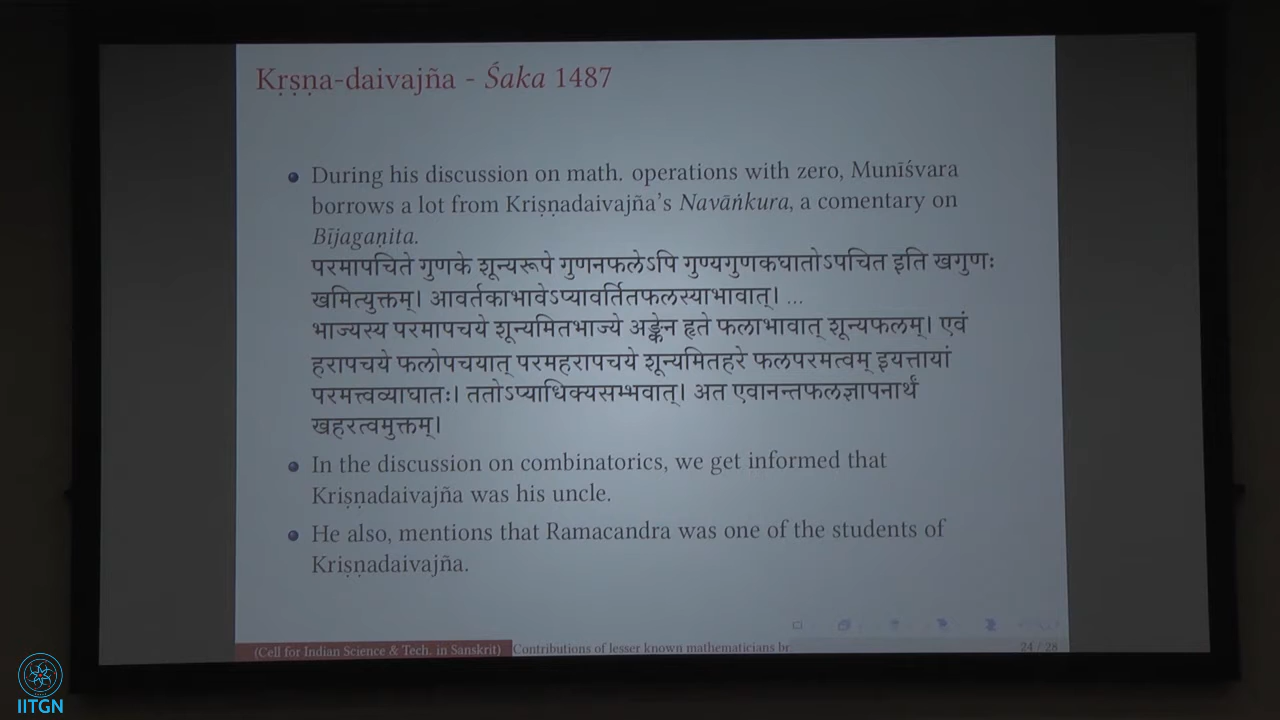 Kṛṣṇa-daivajña - Śaka 1487
During his discussion on math. operations with zero, Munīśvara
borrows a lot from Kriṣṇadaivajña's Navāṅkura, a comentary on
Bījagaṇita.
परमापचिते गुणके शून्यरूपे गुणनफलेऽपि गुण्यगुणकघातोऽपचित इति खगुणः
खमित्युक्तम्। आवर्तकाभावेऽप्यावर्तितफलस्याभावात्। ...
भाज्यस्य परमापचये शून्यमितभाज्ये अङ्केन हृते फलाभावात् शून्यफलम्। एवं
हरापचये फलोपचयात् परमहरापचये शून्यमितहरे फलपरमत्वम् इयत्तायां
परमत्त्वव्याघातः। ततोऽप्याधिक्यसम्भवात्। अत एवानन्तफलज्ञापनार्थं
खहरत्वमुक्तम्।
In the discussion on combinatorics, we get informed that
Kriṣṇadaivajña was his uncle.
He also, mentions that Ramacandra was one of the students of
Kriṣṇadaivajña.
(Cell for Indian Science & Tech. in Sanskrit) Contributions of lesser known mathematicians br 24 / 28
IITGN